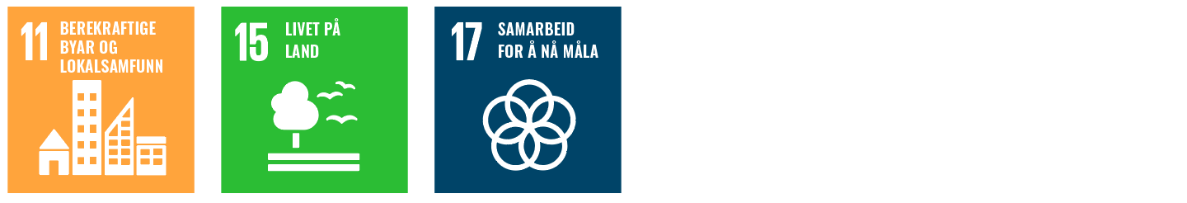 11
BEREKRAFTIGE
BYAR OG
LOKALSAMFUNN
15
LIVET PÅ
LAND
17
SAMARBEID
FOR Å NÅ MÅLA